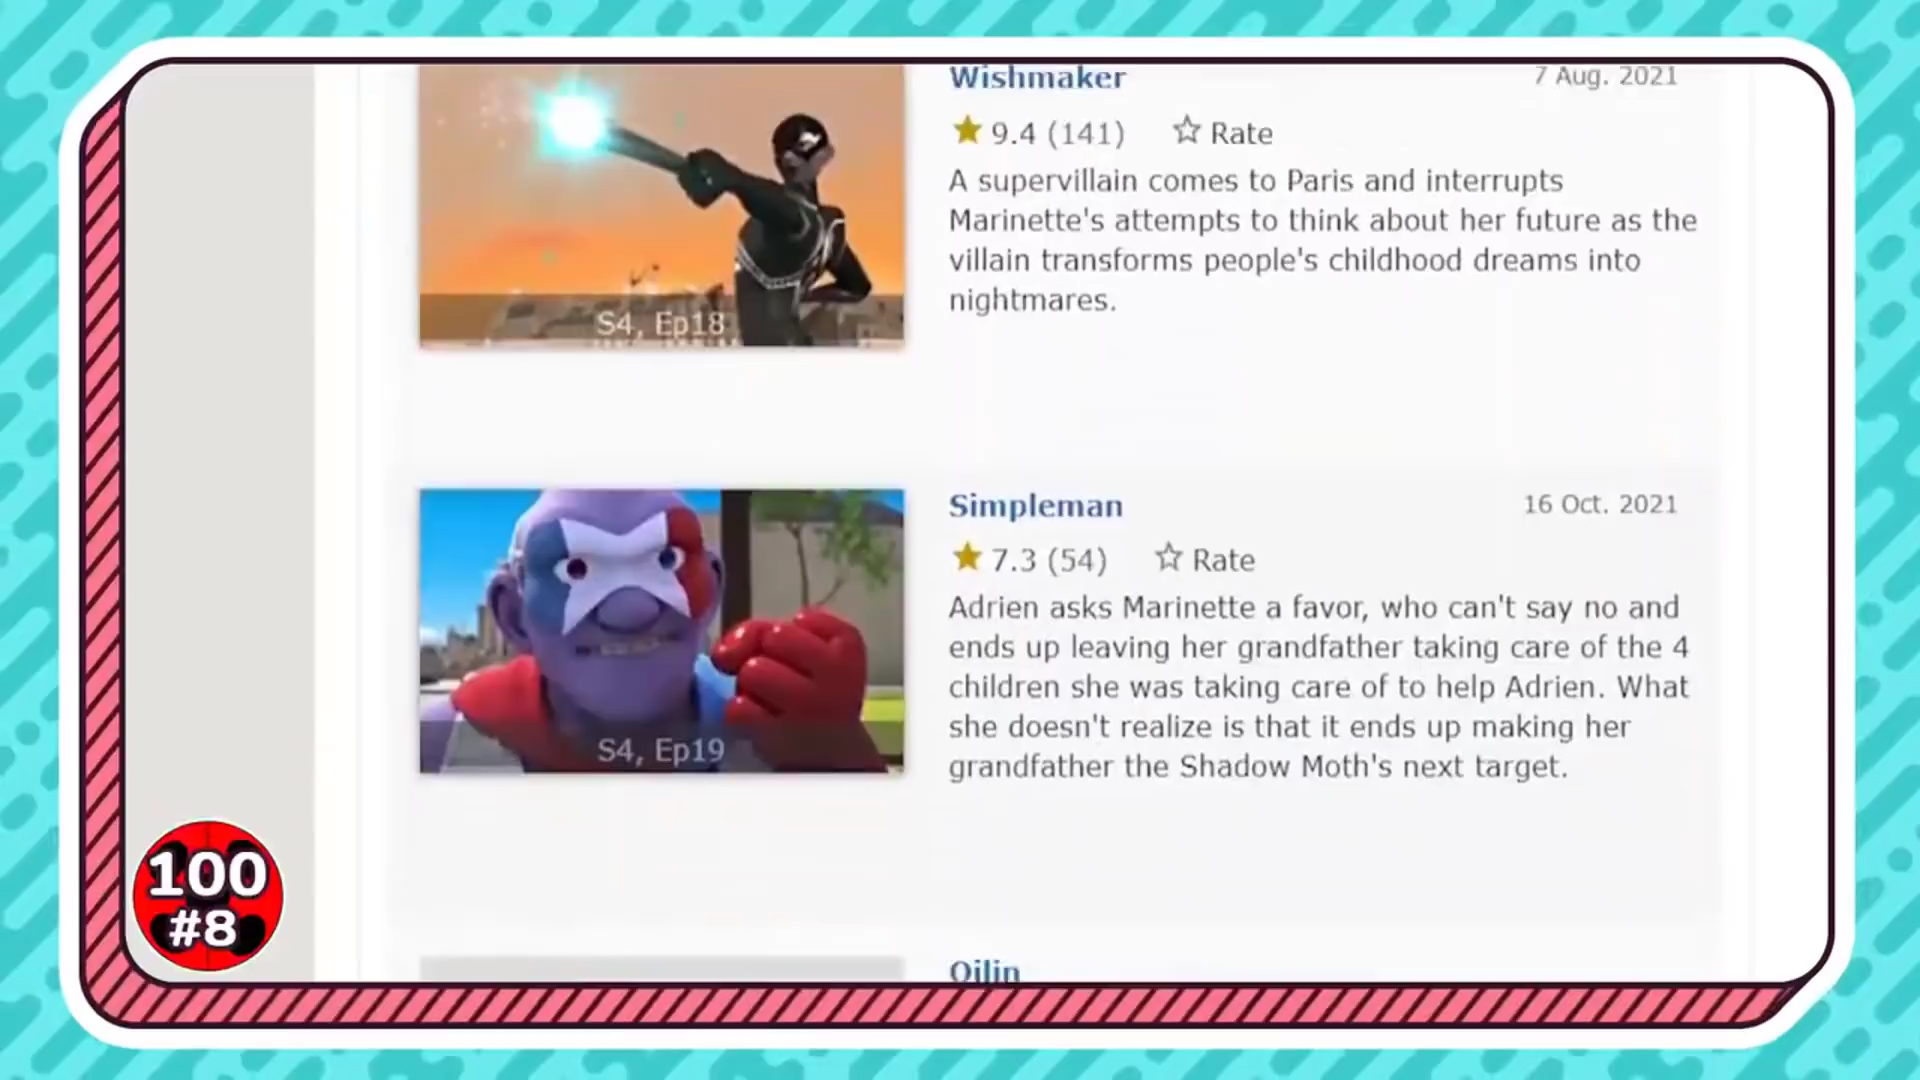 Wishmaker
7 Aug. 2021
9.4 (141) Rate
A supervillain comes to Paris and interrupts
Marinette's attempts to think about her future as the
villain transforms people's childhood dreams into
nightmares.
S4, Ep18
Simpleman
16 Oct. 2021
7.3 (54) Rate
Adrien asks Marinette a favor, who can't say no and
ends up leaving her grandfather taking care of the 4
children she was taking care of to help Adrien. What
she doesn't realize is that it ends up making her
grandfather the Shadow Moth's next target.
S4, Ep19
100
#8
Qilin